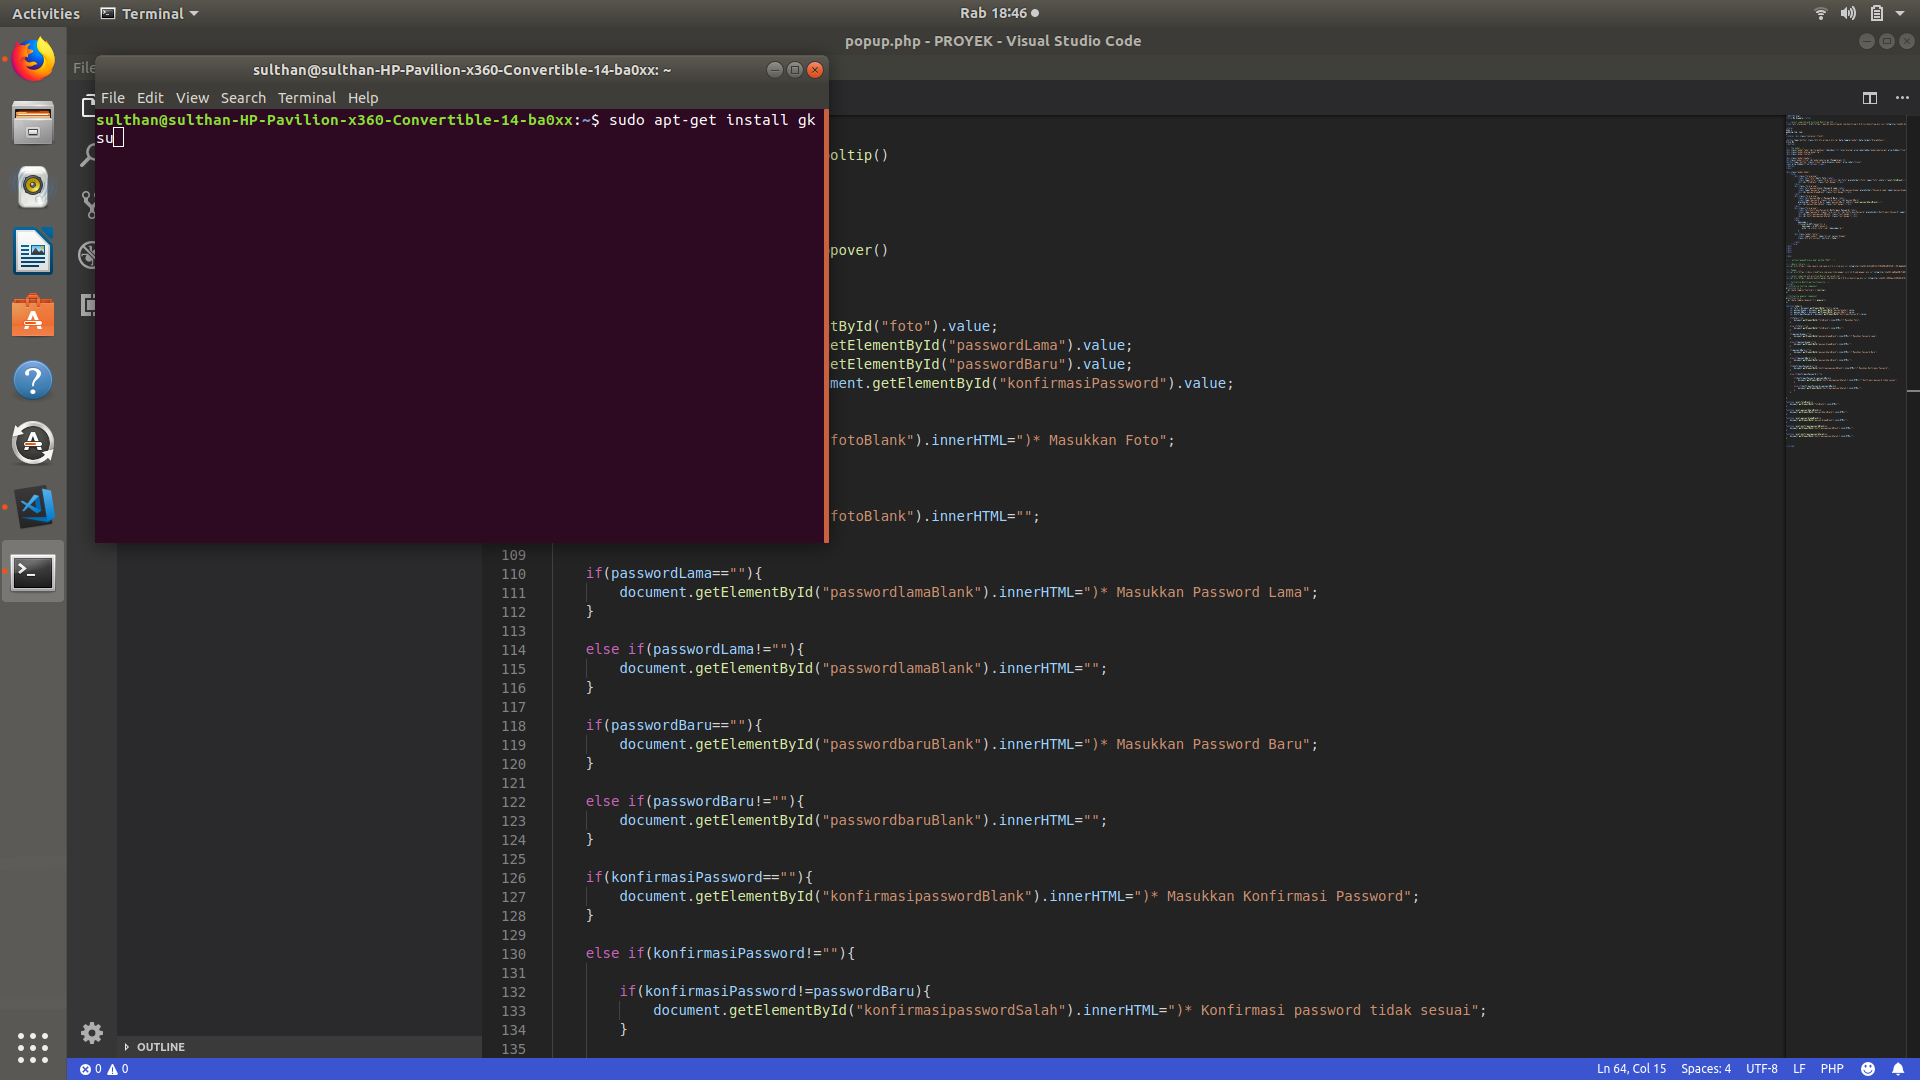 Activities
Terminal
Rab 18:46
popup.php - PROYEK - Visual Studio Code
File
sulthan@sulthan-HP-Pavilion-x360-Convertible-14-ba0xx: ~
File Edit View Search Terminal Help
sulthan@sulthan-HP-Pavilion-x360-Convertible-14-ba0xx:~$ sudo apt-get install gk
su
oltip()
pover()
tById("foto").value;
etElementById("passwordLama").value;
etElementById("passwordBaru").value;
ment.getElementById("konfirmasiPassword").value;
fotoBlank").innerHTML=")* Masukkan Foto";
fotoBlank").innerHTML="";
109
110 if(passwordLama==""){
111 document.getElementById("passwordlamaBlank").innerHTML=")* Masukkan Password Lama";
112 }
113
114 else if(passwordLama!=""){
115 document.getElementById("passwordlamaBlank").innerHTML="";
116 }
117
118 if(passwordBaru==""){
119 document.getElementById("passwordbaruBlank").innerHTML=")* Masukkan Password Baru";
120 }
121
122 else if(passwordBaru!=""){
123 document.getElementById("passwordbaruBlank").innerHTML="";
124 }
125
126 if(konfirmasiPassword==""){
127 document.getElementById("konfirmasipasswordBlank").innerHTML=")* Masukkan Konfirmasi Password";
128 }
129
130 else if(konfirmasiPassword!=""){
131
132 if(konfirmasiPassword!=passwordBaru){
133 document.getElementById("konfirmasipasswordSalah").innerHTML=")* Konfirmasi password tidak sesuai";
134 }
135
OUTLINE
0 0
Ln 64, Col 15 Spaces: 4 UTF-8 LF PHP